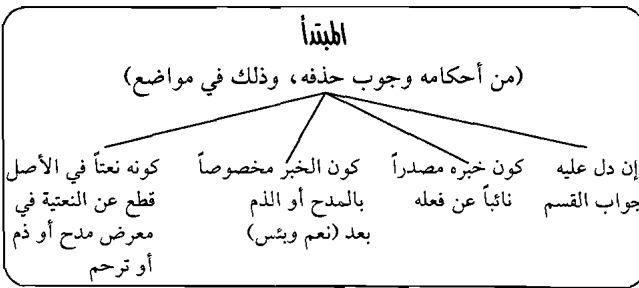 المبتدأ
(من أحكامه وجوب حذفه، وذلك في مواضع)
إن دل عليه
جواب القسم
كون خبره مصدراً
نائباً عن فعله
كون الخبر مخصوصاً
بالمدح أو الذم
بعد (نعم وبئس)
كونه نعتاً في الأصل
قطع عن النعتية في
معرض مدح أو ذم
أو ترحم